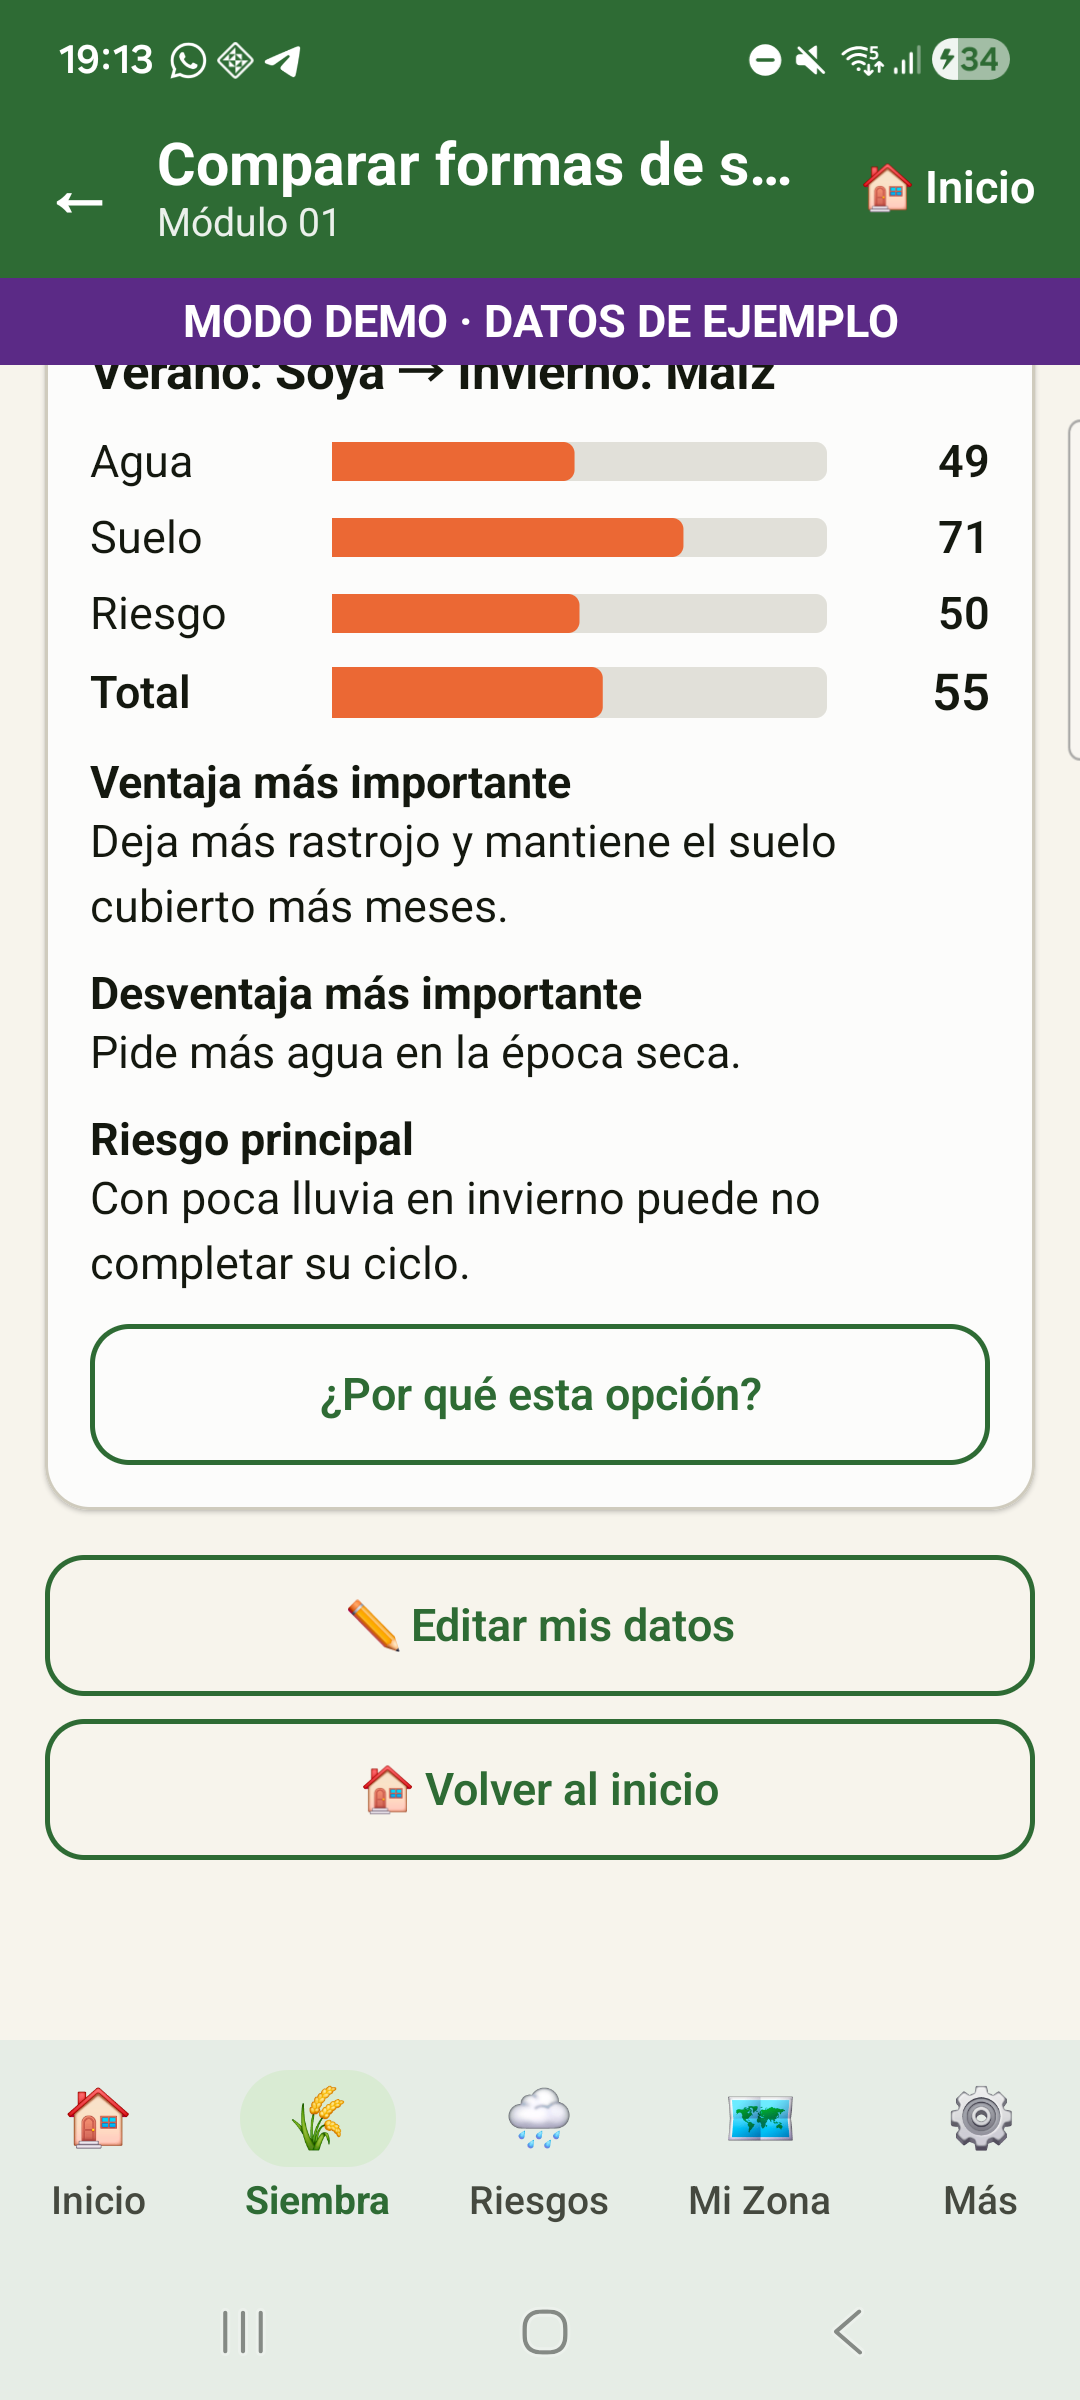 19:13
5
34
Comparar formas de s...
Módulo 01
Inicio
MODO DEMO · DATOS DE EJEMPLO
Verano: Soya → Invierno: Maíz
Agua 49
Suelo 71
Riesgo 50
Total 55
Ventaja más importante
Deja más rastrojo y mantiene el suelo
cubierto más meses.
Desventaja más importante
Pide más agua en la época seca.
Riesgo principal
Con poca lluvia en invierno puede no
completar su ciclo.
¿Por qué esta opción?
Editar mis datos
Volver al inicio
Inicio
Siembra
Riesgos
Mi Zona
Más